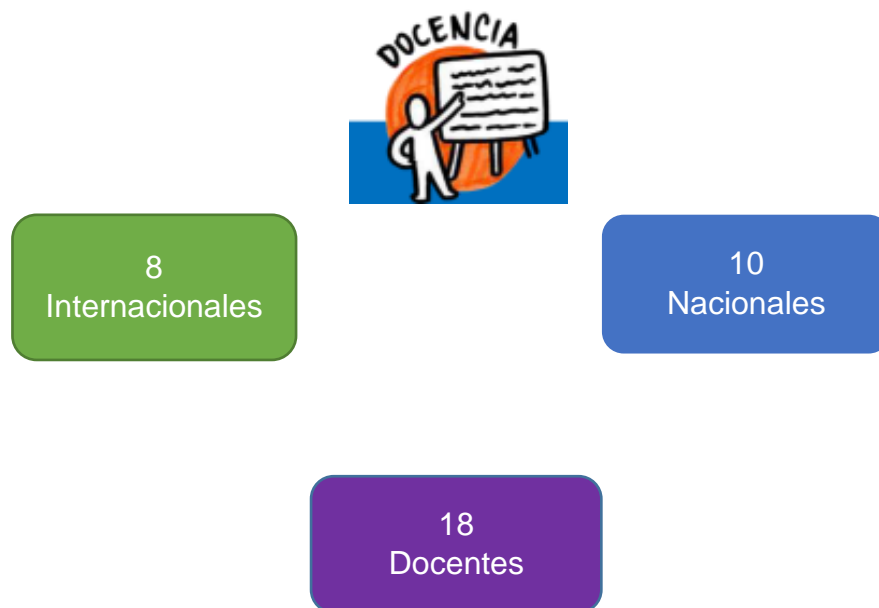 DOCENCIA
8
Internacionales
10
Nacionales
18
Docentes